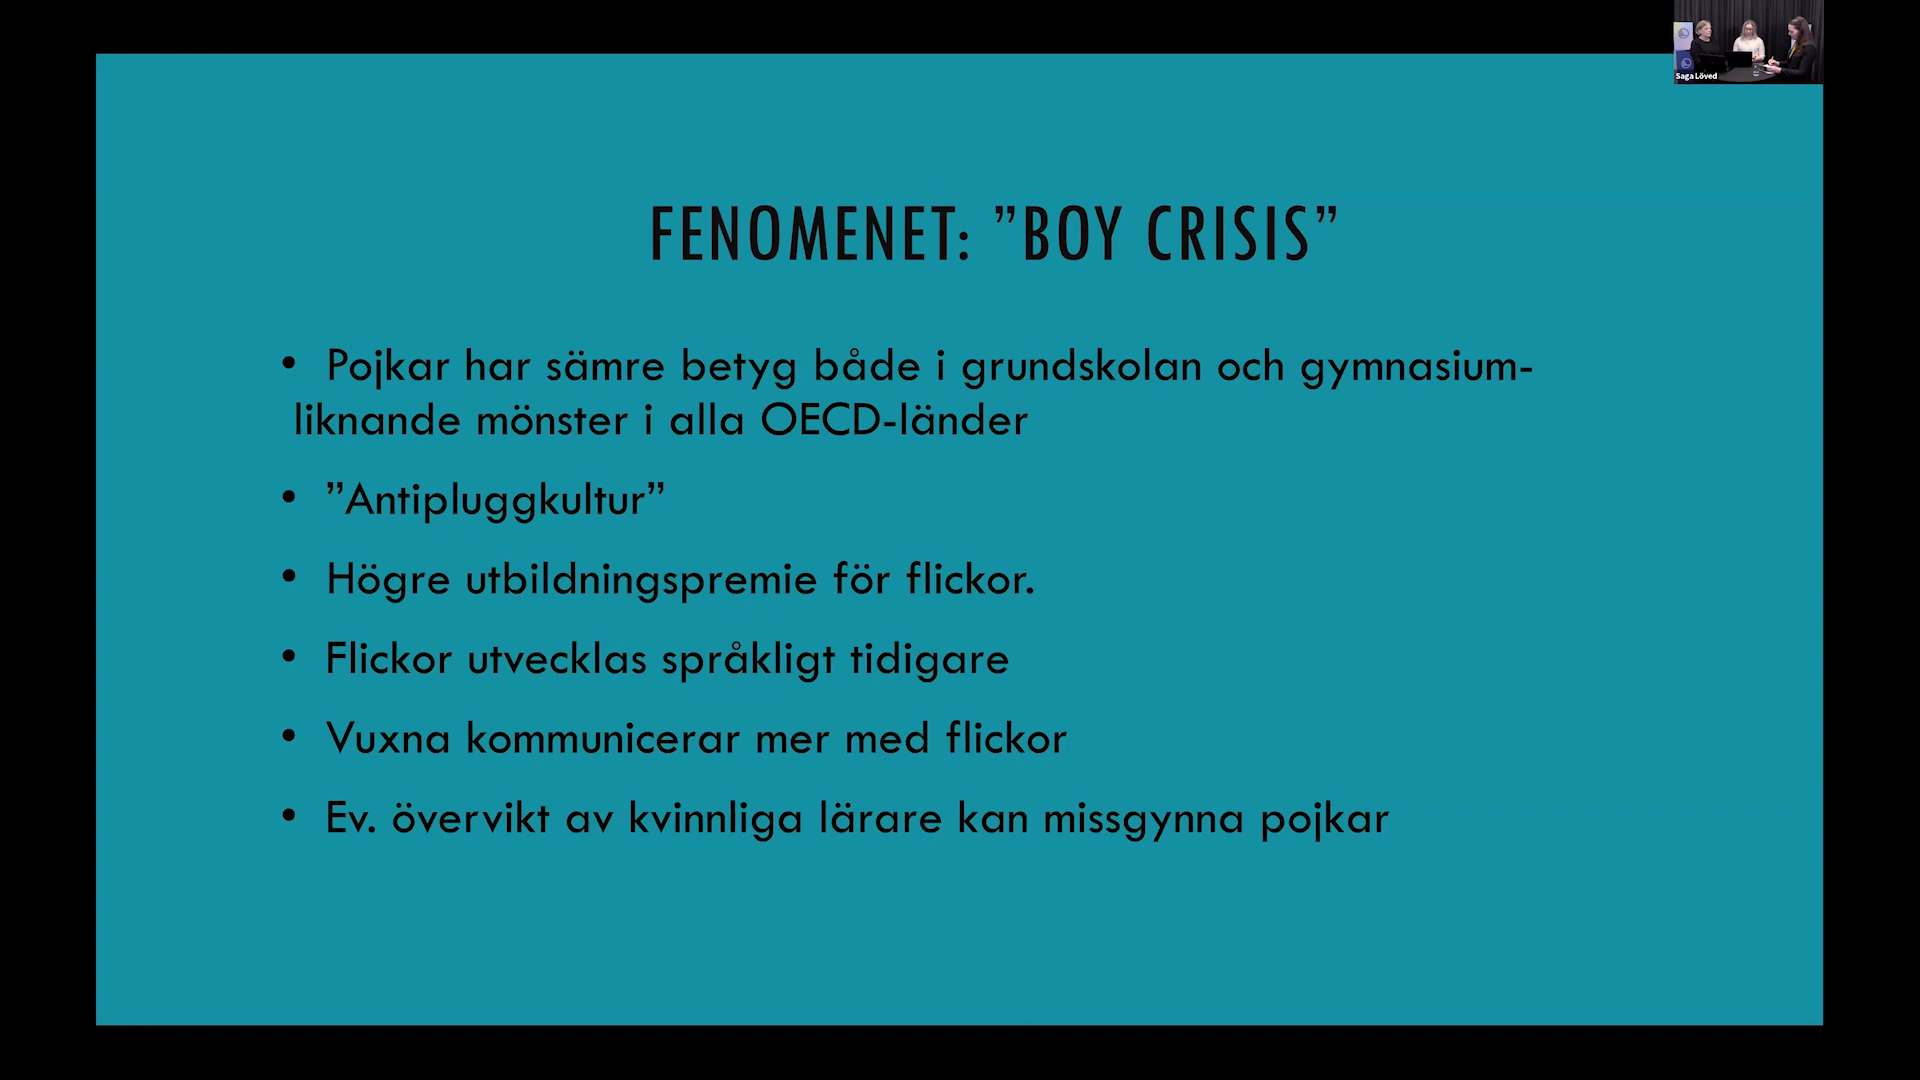 Saga Löved
FENOMENET: ”BOY CRISIS”
• Pojkar har sämre betyg både i grundskolan och gymnasium-
liknande mönster i alla OECD-länder
• ”Antipluggkultur”
• Högre utbildningspremie för flickor.
• Flickor utvecklas språkligt tidigare
• Vuxna kommunicerar mer med flickor
• Ev. övervikt av kvinnliga lärare kan missgynna pojkar